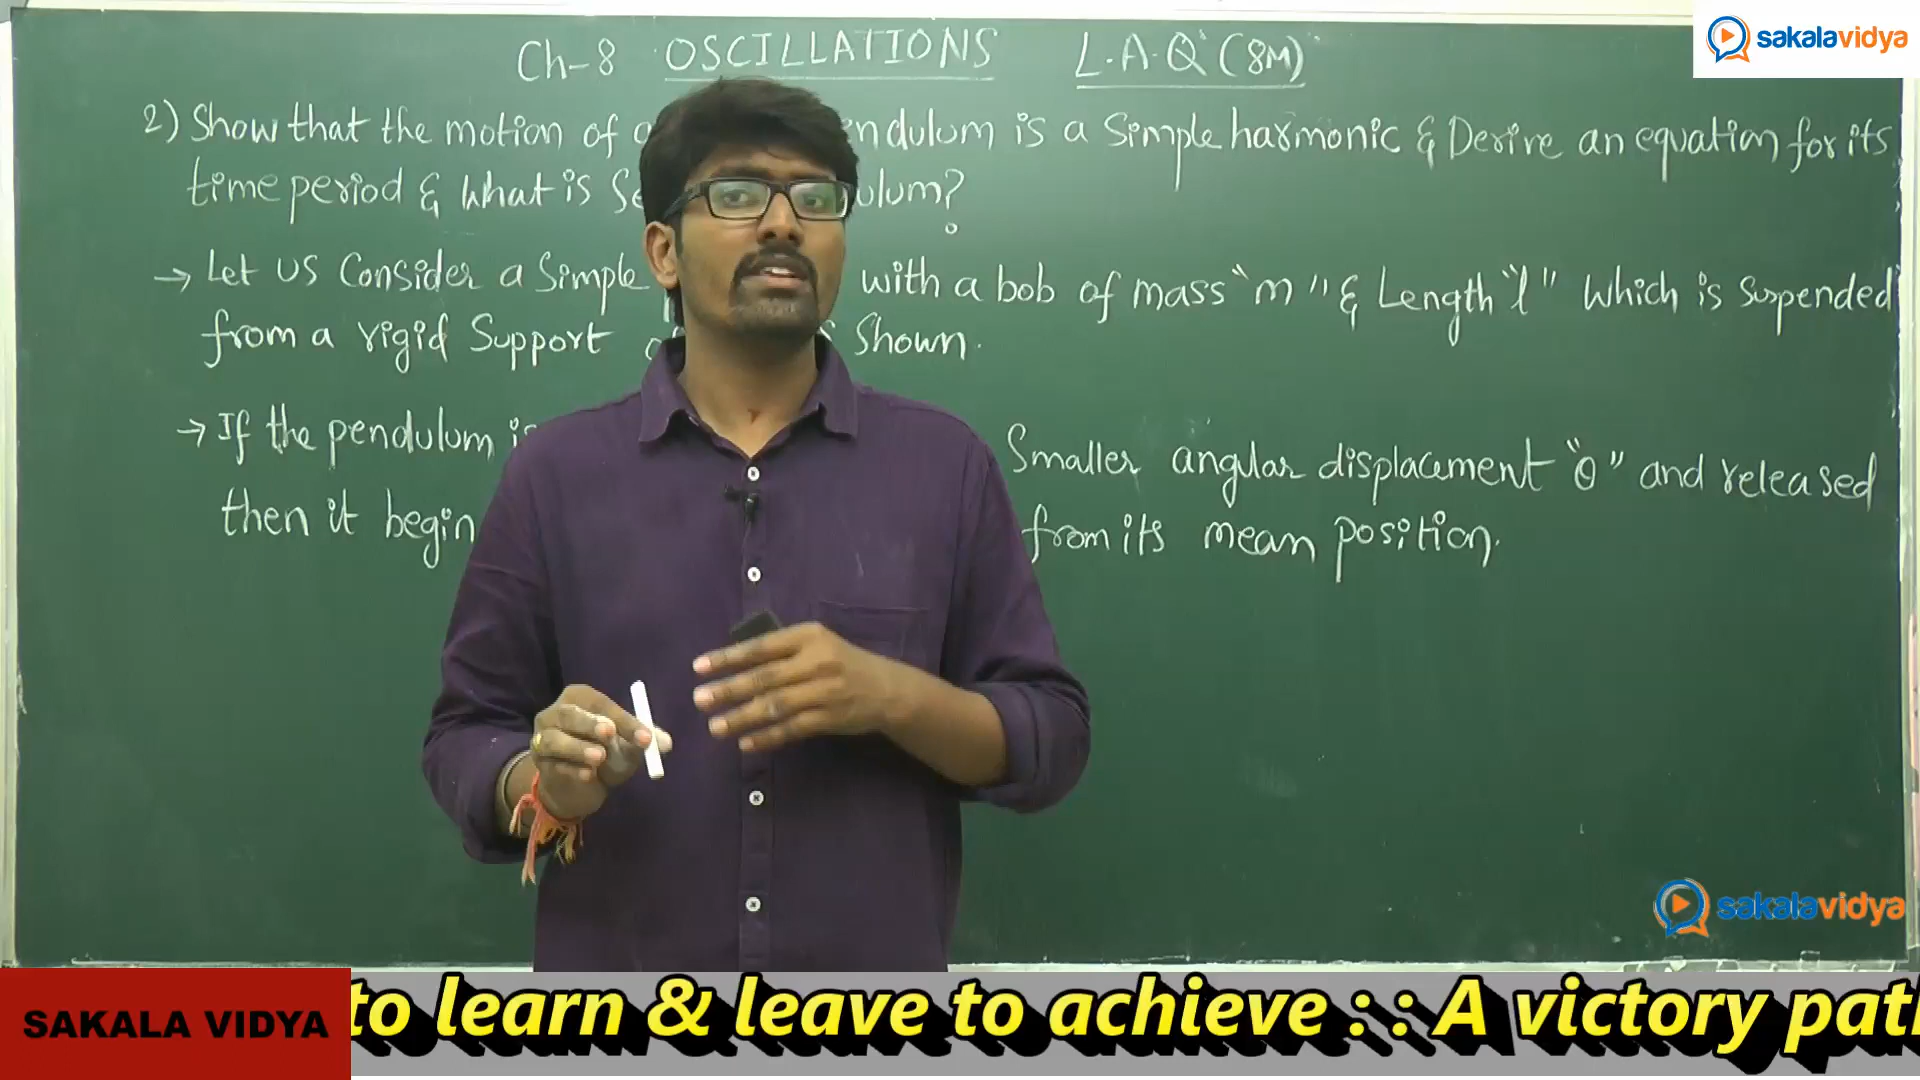 Ch-8 OSCILLATIONS L.A.Q (8M)
sakalavidya
2) Show that the motion of a ndulum is a Simple harmonic & Derive an equation for its
time period & What is Se ulum?
→ Let us Consider a Simple with a bob of mass "m" & Length "l" which is suspended
from a rigid Support Shown.
→ If the pendulum is Smaller angular displacement "θ" and released
then it begin from its mean position.
sakalavidya
SAKALA VIDYA
to learn & leave to achieve : : A victory pat